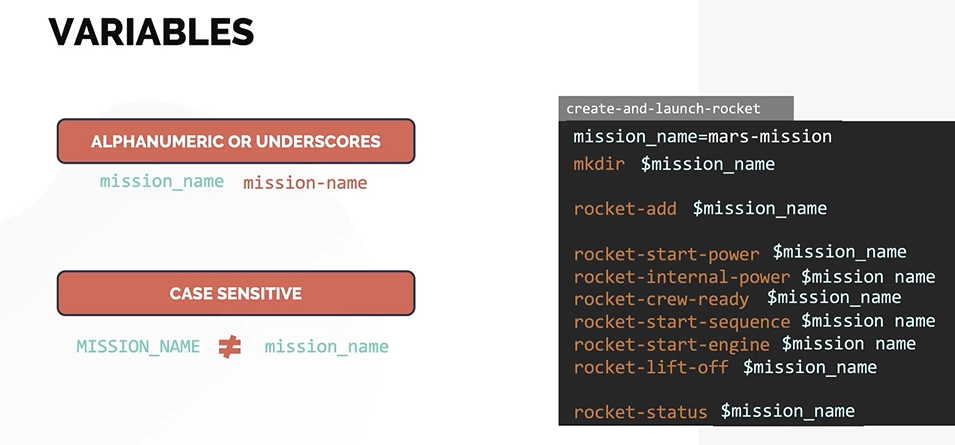 VARIABLES
ALPHANUMERIC OR UNDERSCORES
mission_name mission-name
CASE SENSITIVE
MISSION_NAME ≠ mission_name
create-and-launch-rocket
mission_name=mars-mission
mkdir $mission_name
rocket-add $mission_name
rocket-start-power $mission_name
rocket-internal-power $mission name
rocket-crew-ready $mission_name
rocket-start-sequence $mission name
rocket-start-engine $mission name
rocket-lift-off $mission_name
rocket-status $mission_name